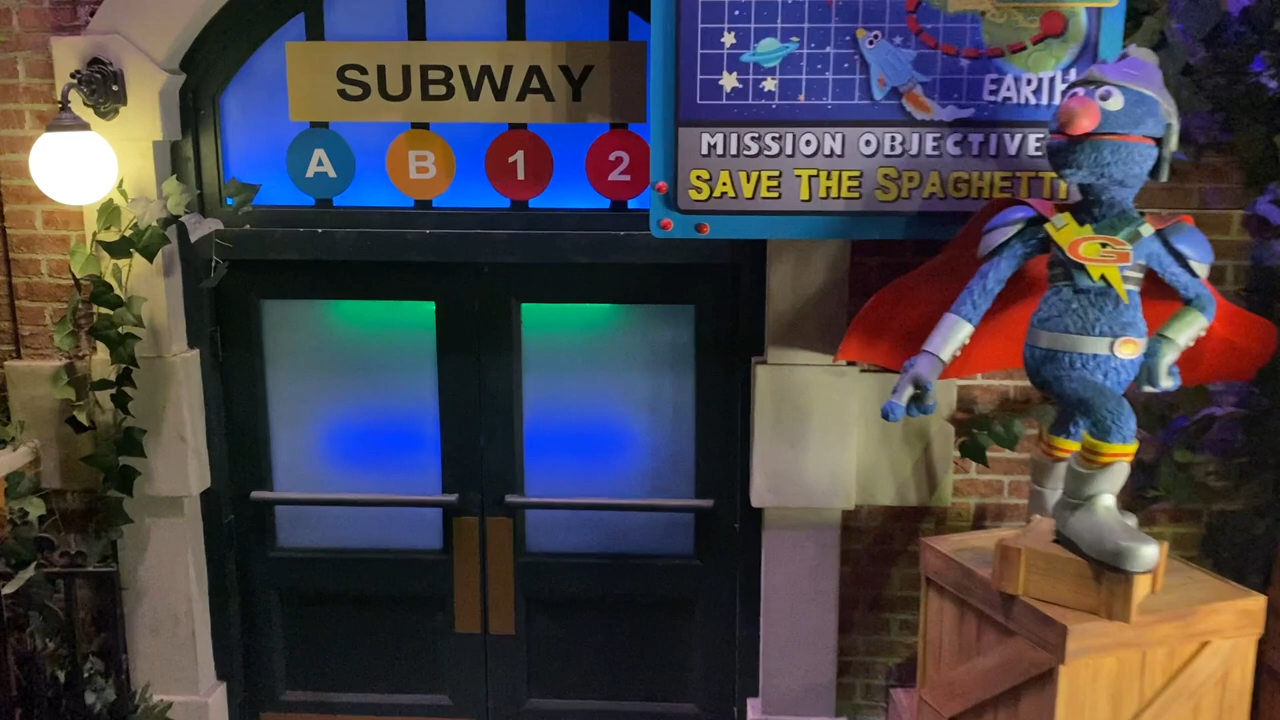 SUBWAY
A B 1 2
EARTH
MISSION OBJECTIVE
SAVE THE SPAGHETTI
G